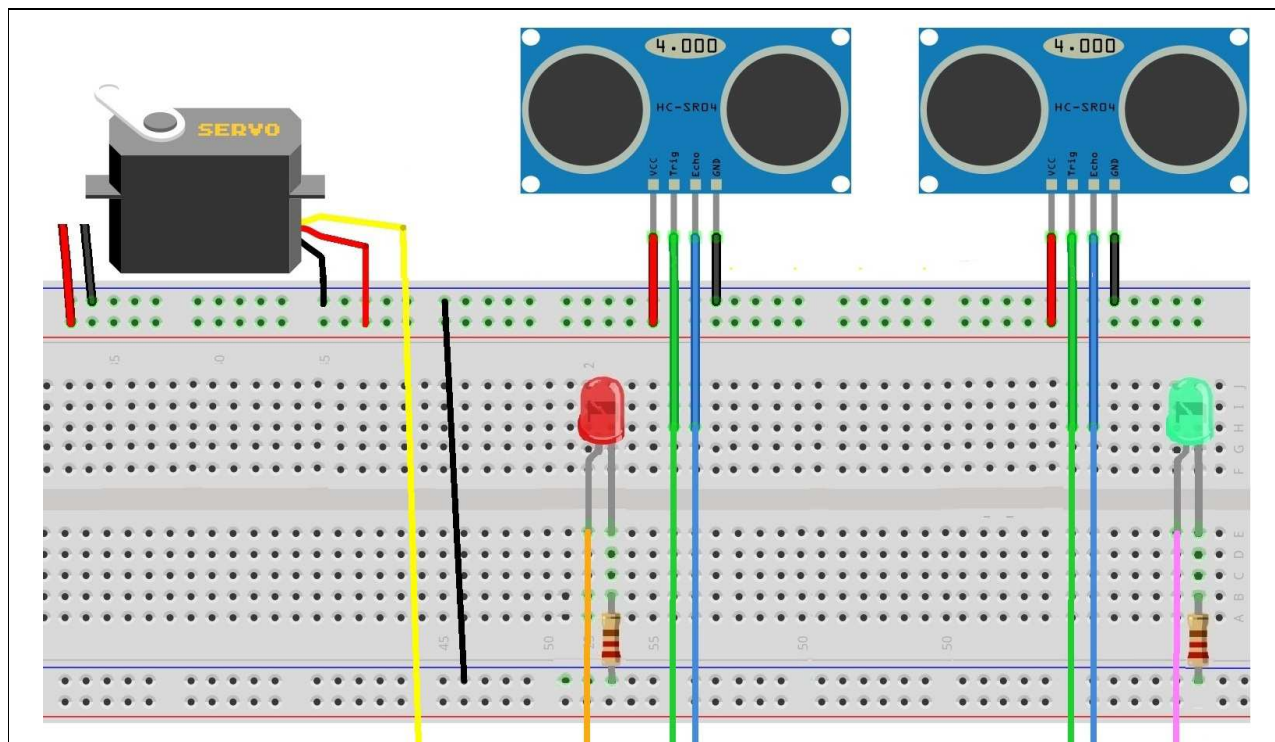 4.000
4.000
SERVO
HC-SR04
HC-SR04
VCC
Trig
Echo
GND
VCC
Trig
Echo
GND
J
I
H
G
F
E
D
C
B
A
45
50
55
50
50